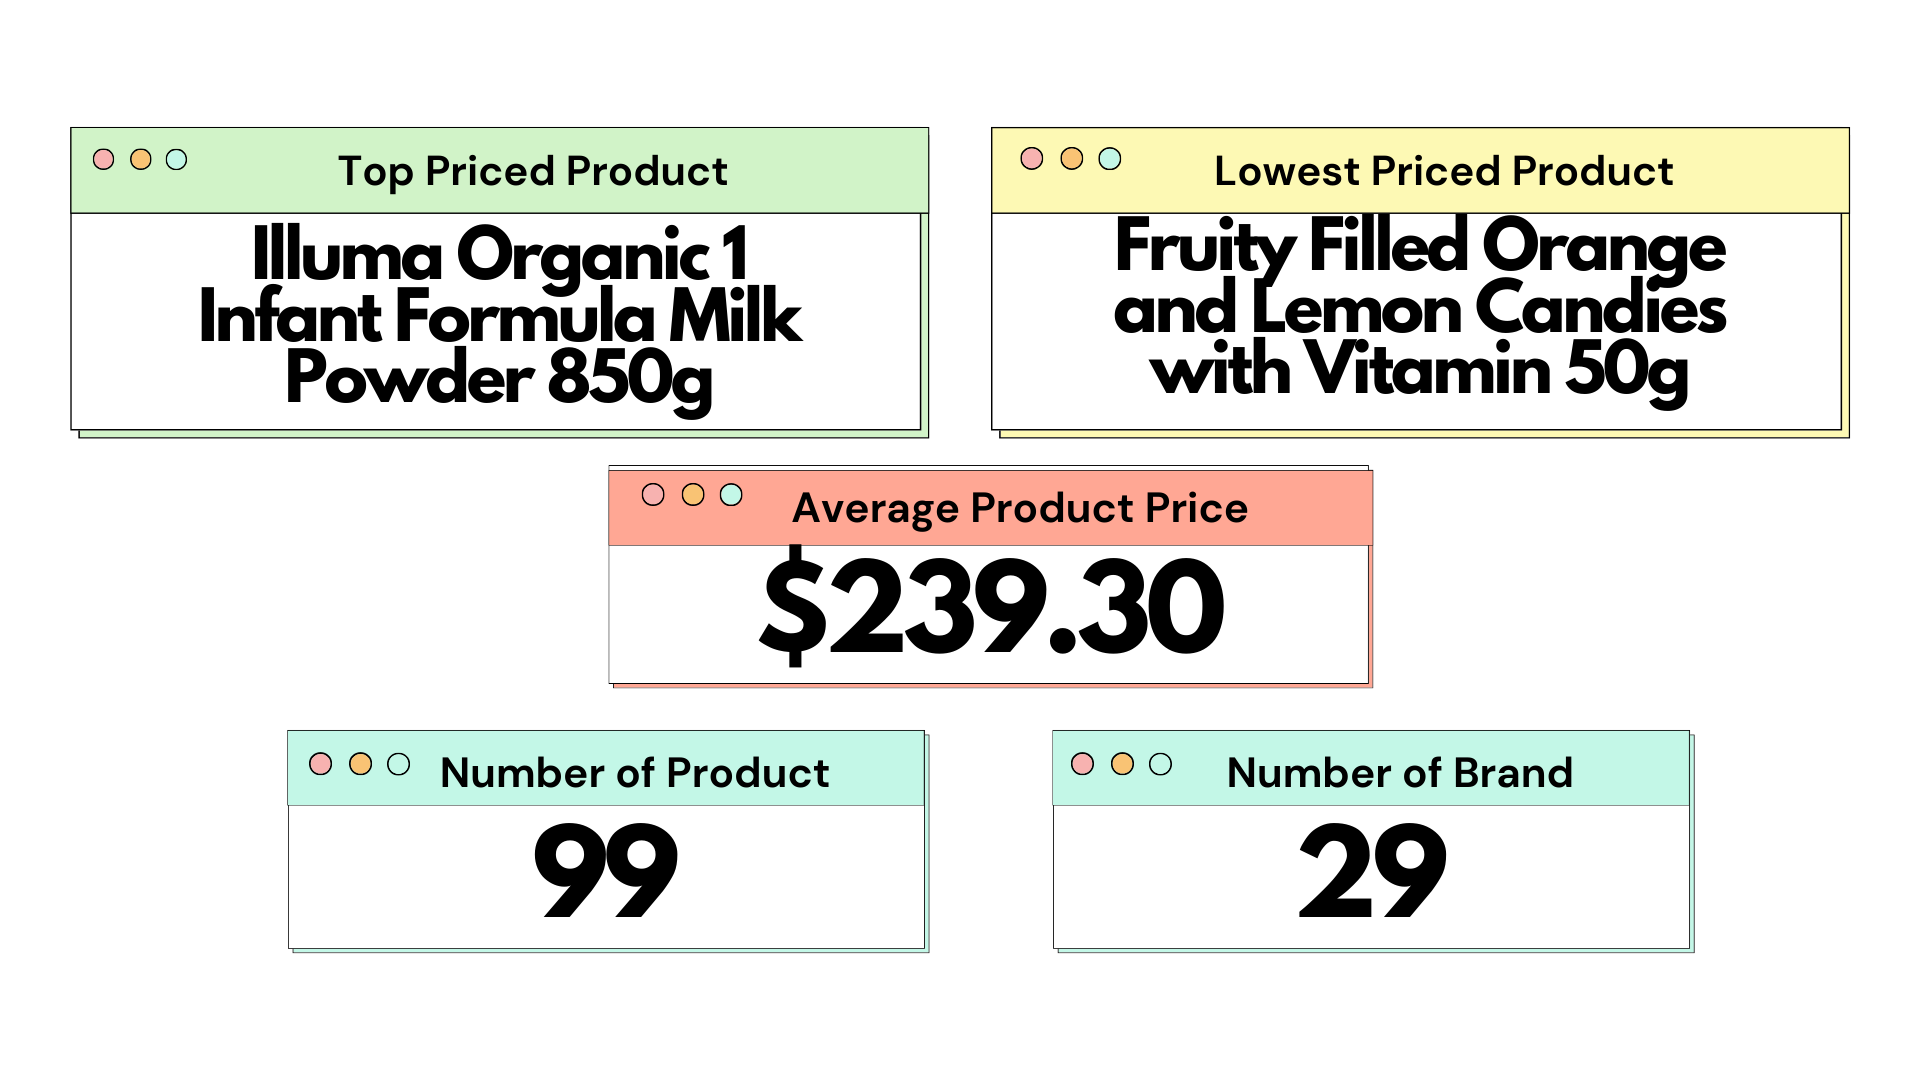 Top Priced Product
Illuma Organic 1
Infant Formula Milk
Powder 850g
Lowest Priced Product
Fruity Filled Orange
and Lemon Candies
with Vitamin 50g
Average Product Price
$239.30
Number of Product
99
Number of Brand
29